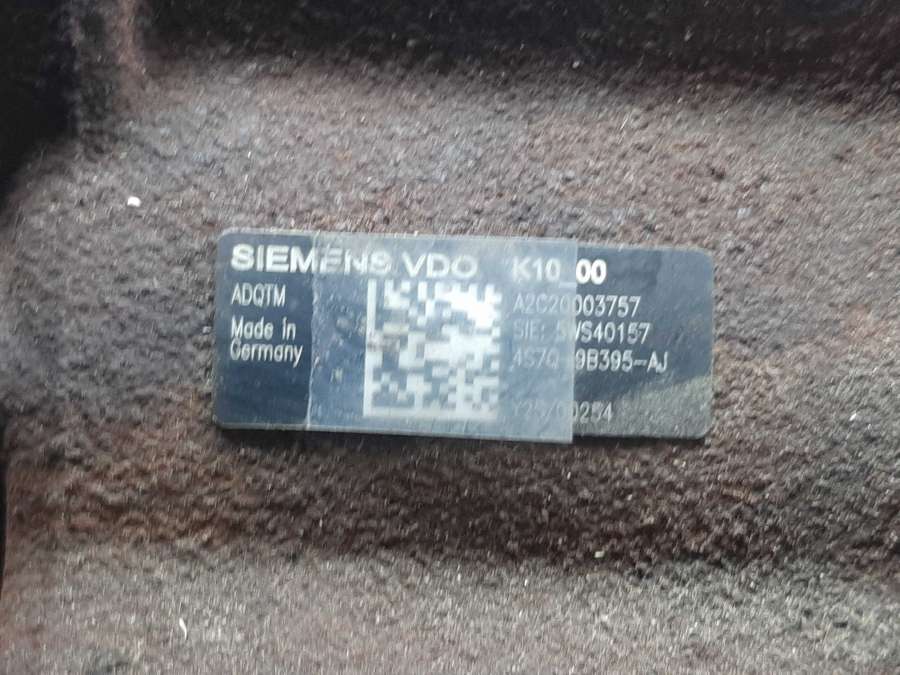 SIEMENS VDO
K10_00
ADQTM
Made in
Germany
A2C20003757
SIE: 5WS40157
4S7Q-9B395-AJ